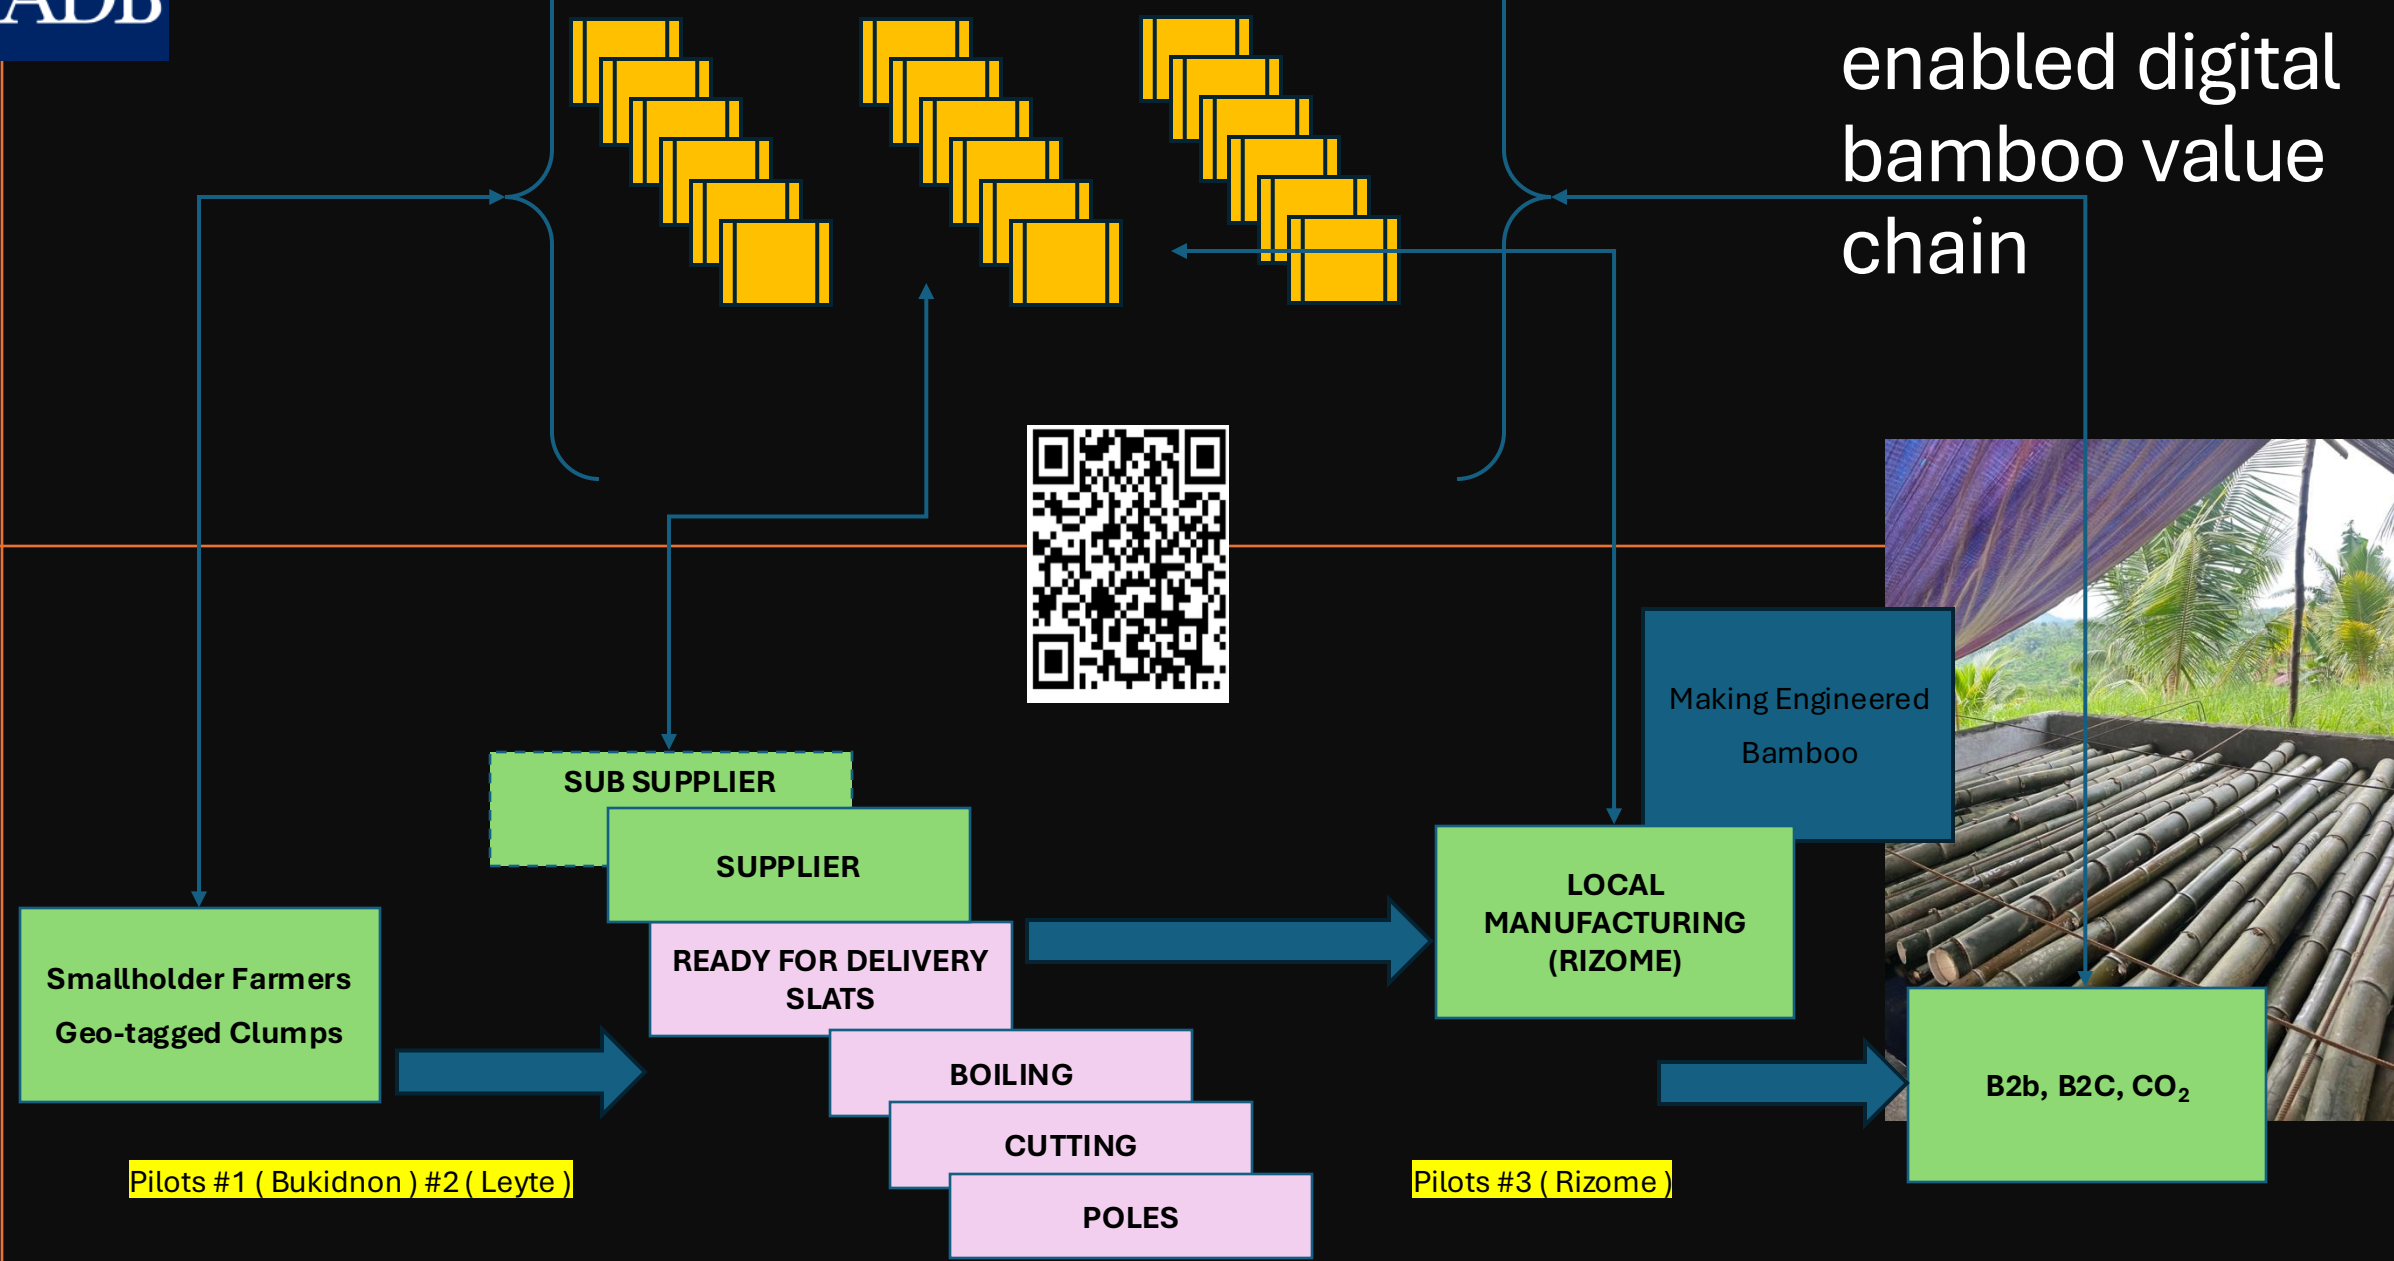 ADB
enabled digital
bamboo value
chain
Making Engineered
Bamboo
SUB SUPPLIER
SUPPLIER
READY FOR DELIVERY
SLATS
BOILING
CUTTING
POLES
LOCAL
MANUFACTURING
(RIZOME)
Smallholder Farmers
Geo-tagged Clumps
B2b, B2C, CO₂
Pilots #1 ( Bukidnon ) #2 ( Leyte )
Pilots #3 ( Rizome )